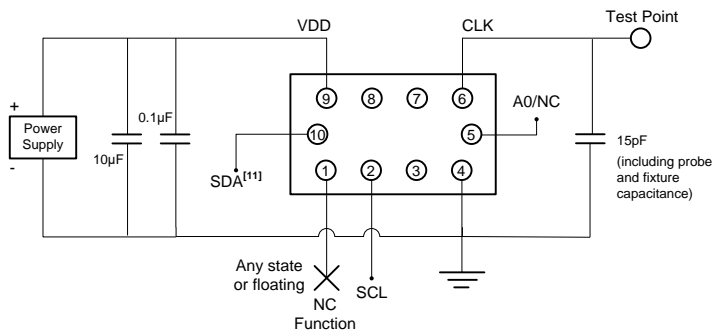 Test Point
VDD
CLK
9
8
7
6
A0/NC
+
Power
Supply
-
10µF
0.1µF
10
5
15pF
(including probe
and fixture
capacitance)
SDA[11]
1
2
3
4
Any state
or floating
NC
Function
SCL